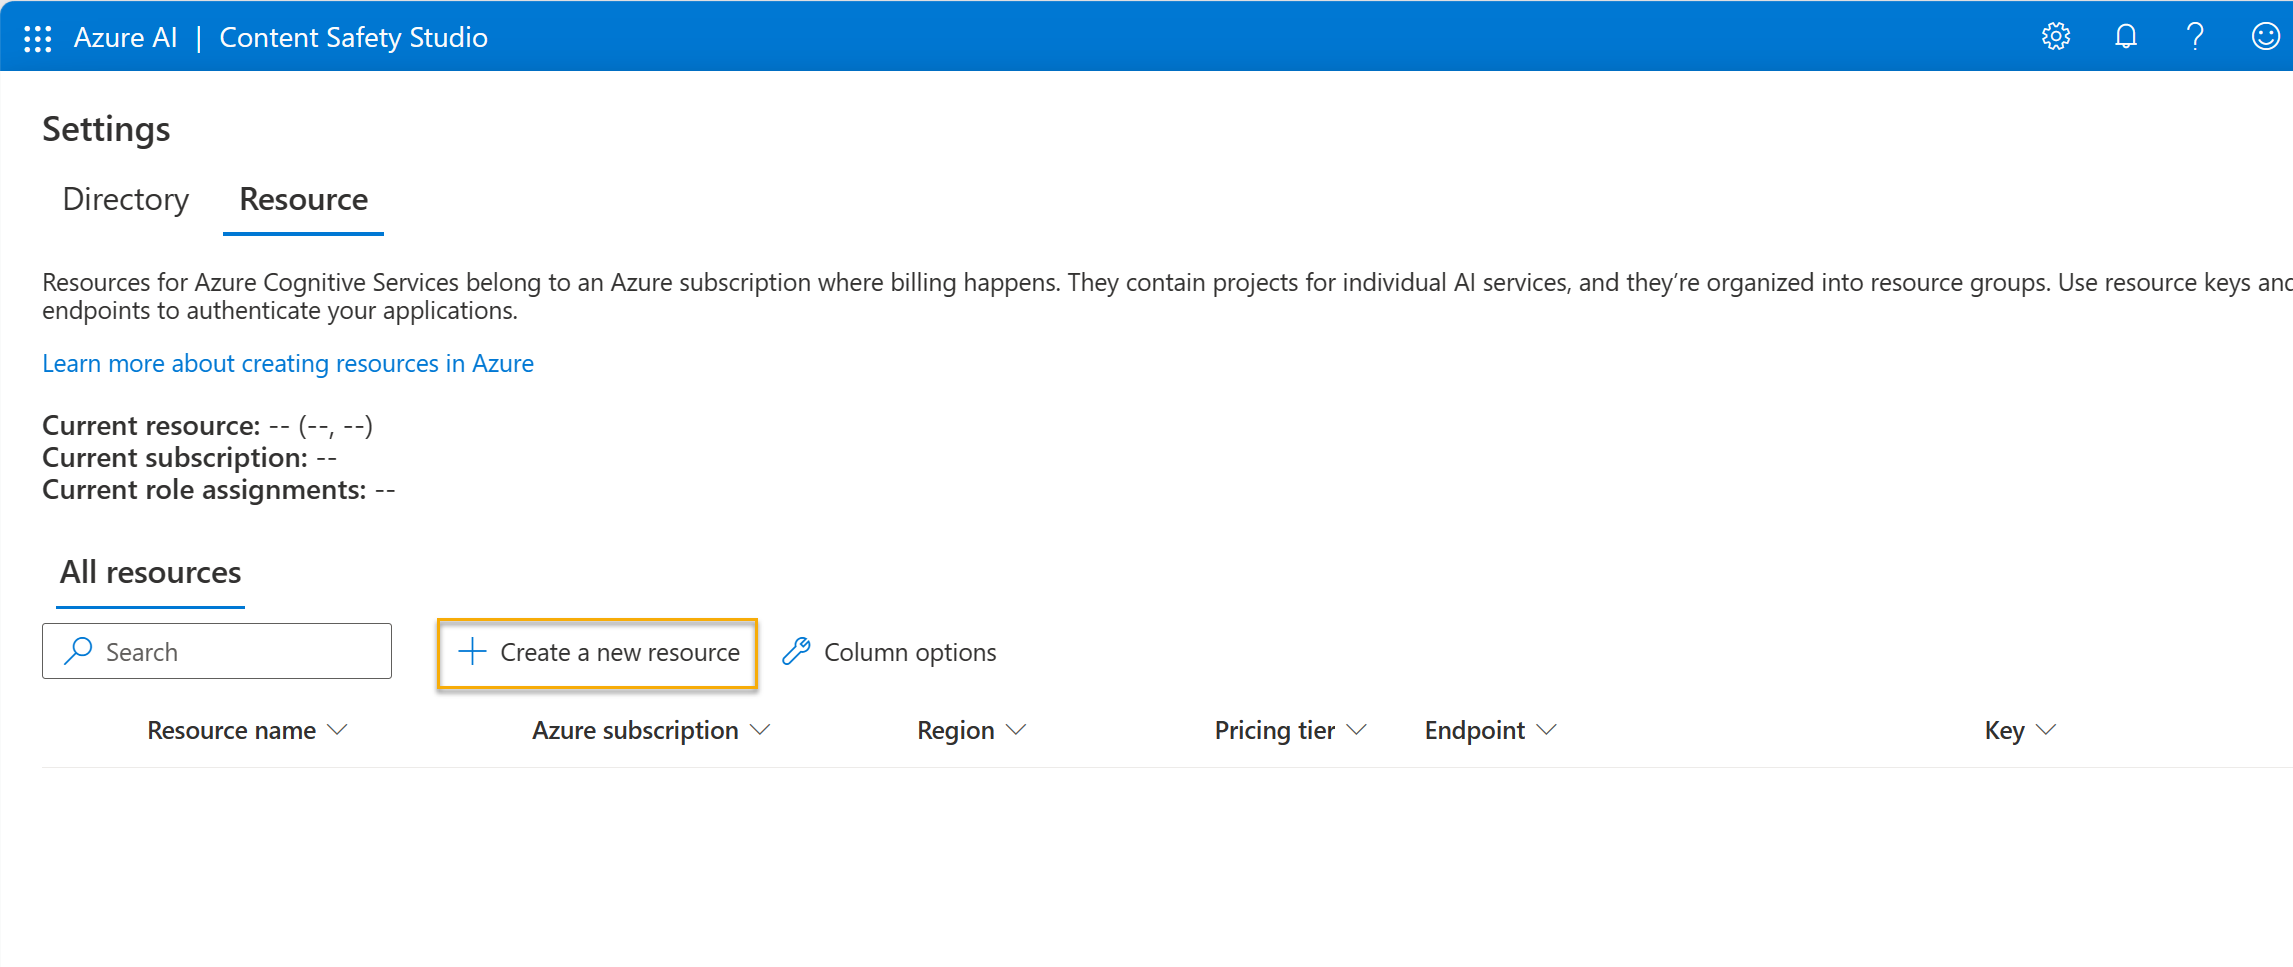 Azure AI | Content Safety Studio
Settings
Directory Resource
Resources for Azure Cognitive Services belong to an Azure subscription where billing happens. They contain projects for individual AI services, and they’re organized into resource groups. Use resource keys and
endpoints to authenticate your applications.
Learn more about creating resources in Azure
Current resource: -- (--, --)
Current subscription: --
Current role assignments: --
All resources
Search Create a new resource Column options
Resource name Azure subscription Region Pricing tier Endpoint Key